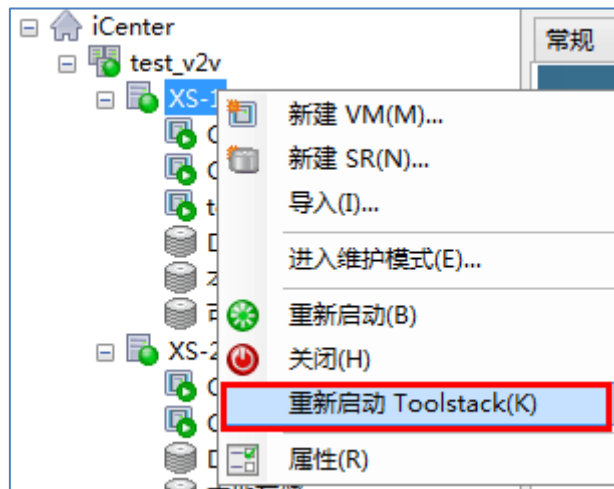 iCenter
常规
test_v2v
XS-1
新建 VM(M)...
新建 SR(N)...
导入(I)...
进入维护模式(E)...
重新启动(B)
XS-2
关闭(H)
重新启动 Toolstack(K)
属性(R)